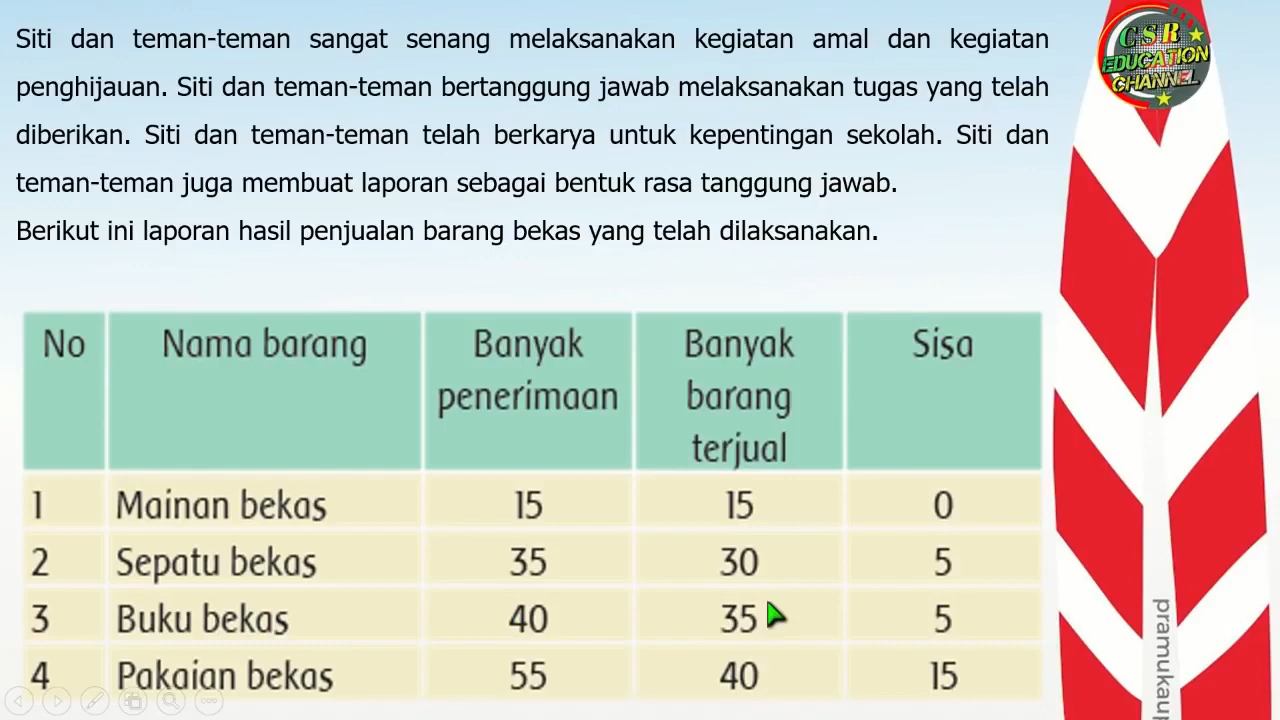 Siti dan teman-teman sangat senang melaksanakan kegiatan amal dan kegiatan
penghijauan. Siti dan teman-teman bertanggung jawab melaksanakan tugas yang telah
diberikan. Siti dan teman-teman telah berkarya untuk kepentingan sekolah. Siti dan
teman-teman juga membuat laporan sebagai bentuk rasa tanggung jawab.
Berikut ini laporan hasil penjualan barang bekas yang telah dilaksanakan.
CSR
EDUCATION
CHANNEL
No Nama barang Banyak penerimaan Banyak barang terjual Sisa
1 Mainan bekas 15 15 0
2 Sepatu bekas 35 30 5
3 Buku bekas 40 35 5
4 Pakaian bekas 55 40 15